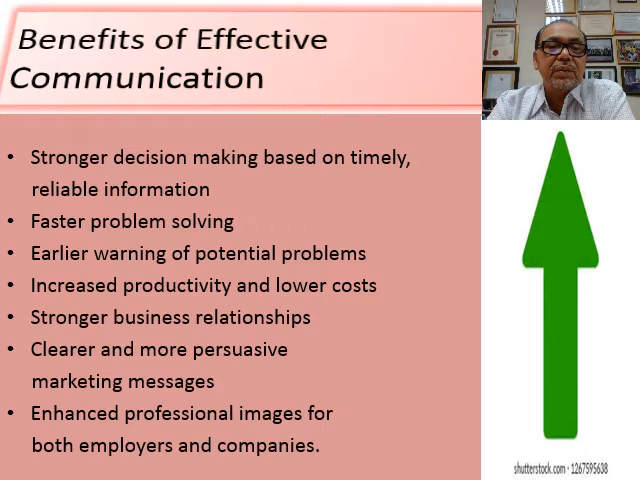 Benefits of Effective
Communication
• Stronger decision making based on timely,
reliable information
• Faster problem solving
• Earlier warning of potential problems
• Increased productivity and lower costs
• Stronger business relationships
• Clearer and more persuasive
marketing messages
• Enhanced professional images for
both employers and companies.
shutterstock.com • 1267595638